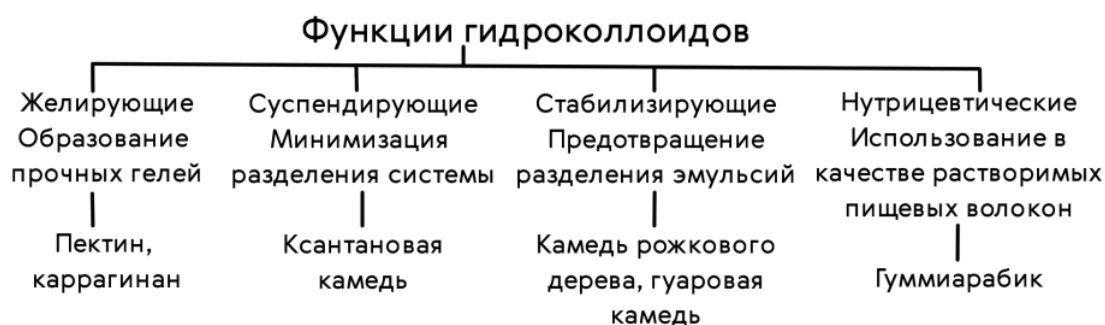 Функции гидроколлоидов
Желирующие
Образование
прочных гелей
Пектин,
каррагинан
Суспендирующие
Минимизация
разделения системы
Ксантановая
камедь
Стабилизирующие
Предотвращение
разделения эмульсий
Камедь рожкового
дерева, гуаровая
камедь
Нутрицевтические
Использование в
качестве растворимых
пищевых волокон
Гуммиарабик